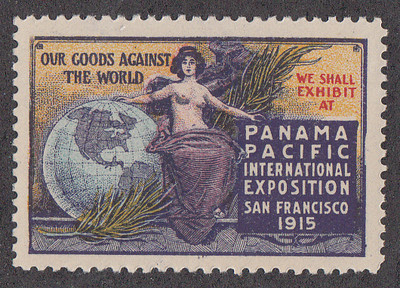 OUR GOODS AGAINST
THE WORLD
WE SHALL
EXHIBIT
AT
PANAMA
PACIFIC
INTERNATIONAL
EXPOSITION
SAN FRANCISCO
1915